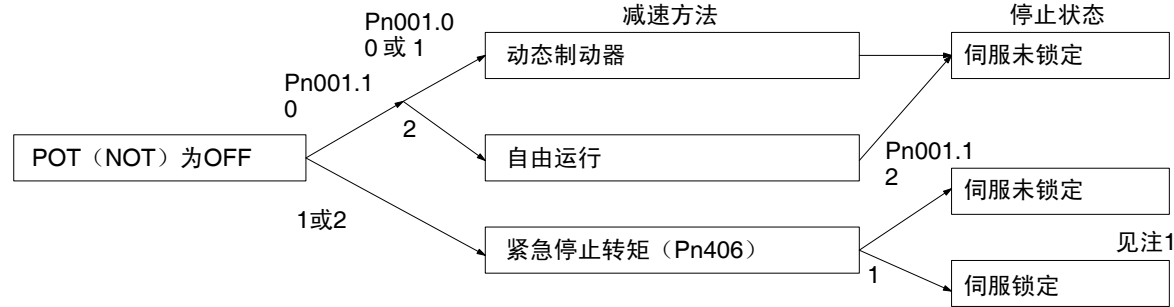 减速方法
停止状态
Pn001.0
0 或 1
动态制动器
伺服未锁定
Pn001.1
0
2
POT（NOT）为OFF
自由运行
Pn001.1
2
伺服未锁定
1或2
紧急停止转矩（Pn406）
见注1
1
伺服锁定